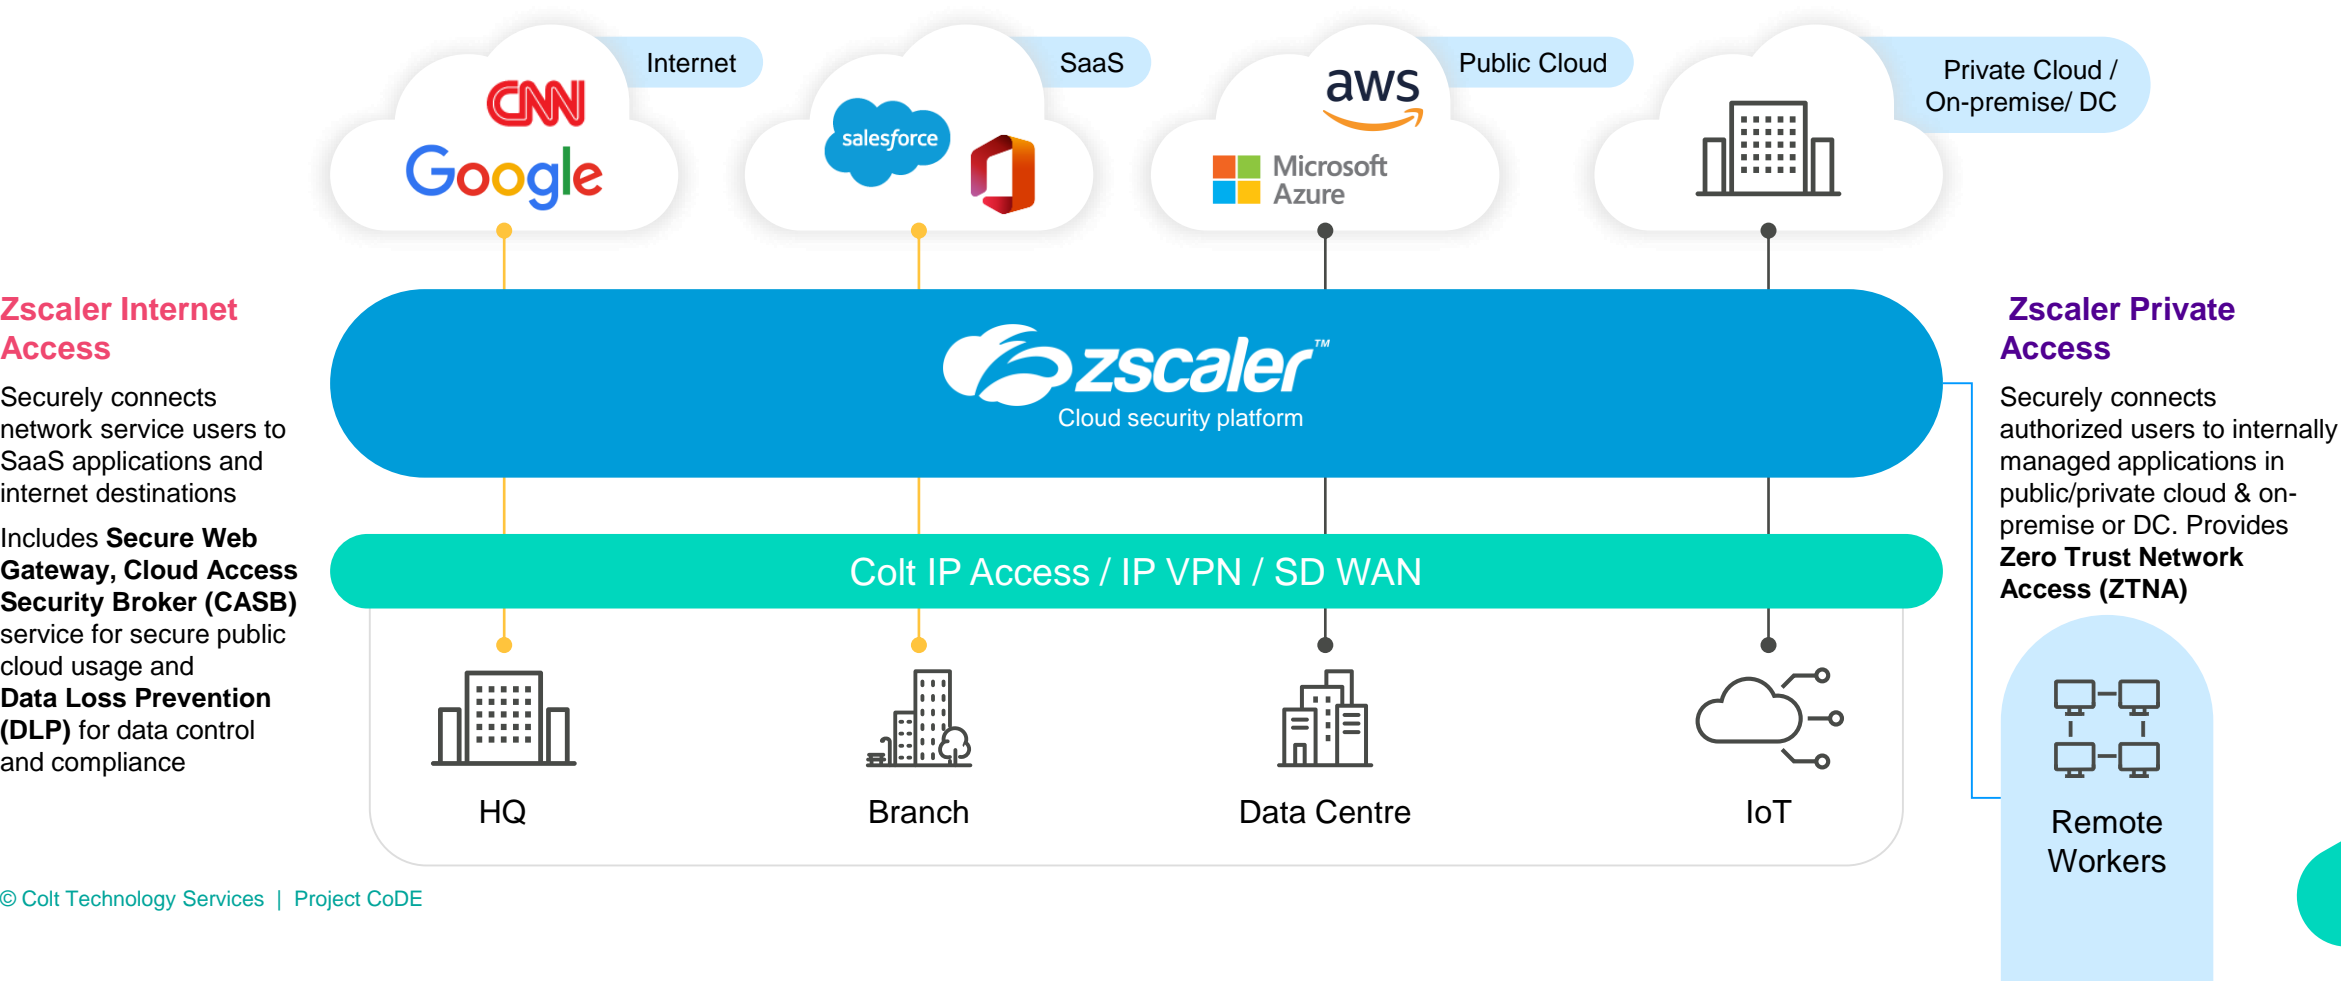 Internet
CNN
Google
SaaS
salesforce
Public Cloud
aws
Microsoft
Azure
Private Cloud /
On-premise/ DC
Zscaler Internet
Access
Securely connects
network service users to
SaaS applications and
internet destinations
Includes Secure Web
Gateway, Cloud Access
Security Broker (CASB)
service for secure public
cloud usage and
Data Loss Prevention
(DLP) for data control
and compliance
zscaler™
Cloud security platform
Colt IP Access / IP VPN / SD WAN
HQ
Branch
Data Centre
IoT
Zscaler Private
Access
Securely connects
authorized users to internally
managed applications in
public/private cloud & on-
premise or DC. Provides
Zero Trust Network
Access (ZTNA)
Remote
Workers
© Colt Technology Services | Project CoDE